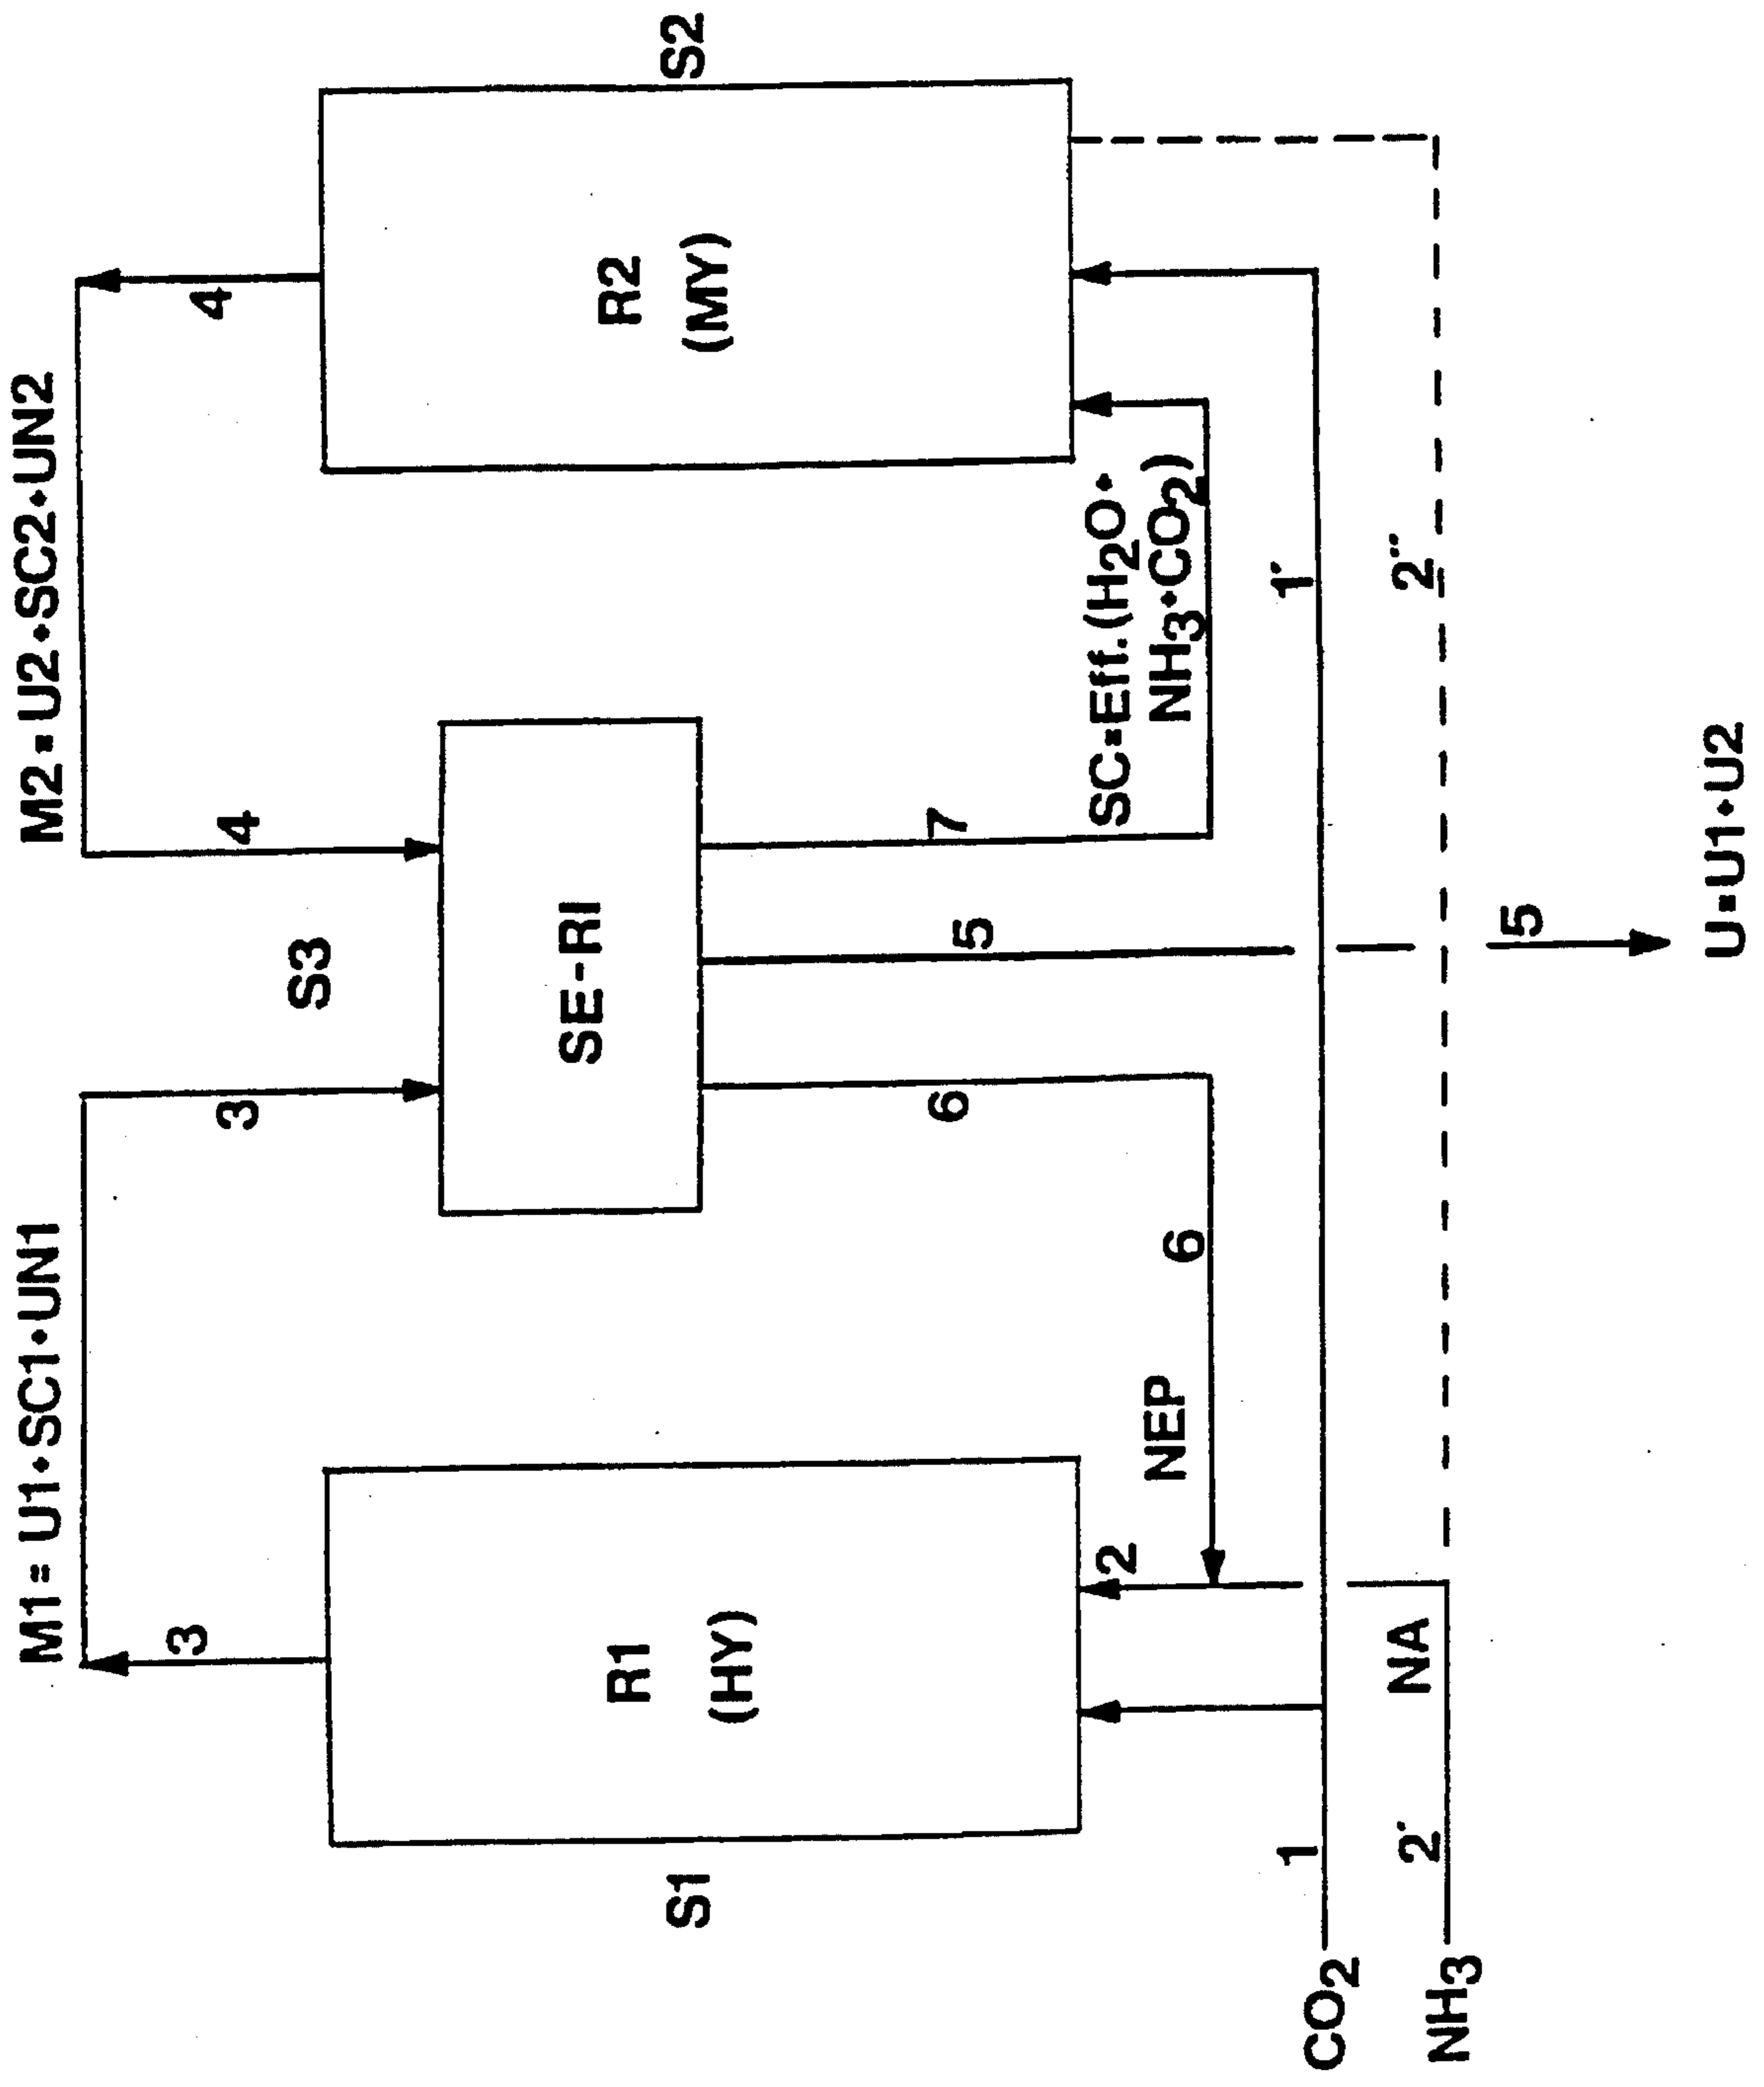 M1 = U1+SC1+UN1
M2 = U2+SC2+UN2
3
3
4
4
S3
S1
R1
(HY)
SE-RI
R2
(MY)
S2
6
5
7
2
NEP
6
SC=Eff.(H2O+
NH3+CO2)
CO2
1
1'
NH3
2'
NA
2''
5
U=U1+U2